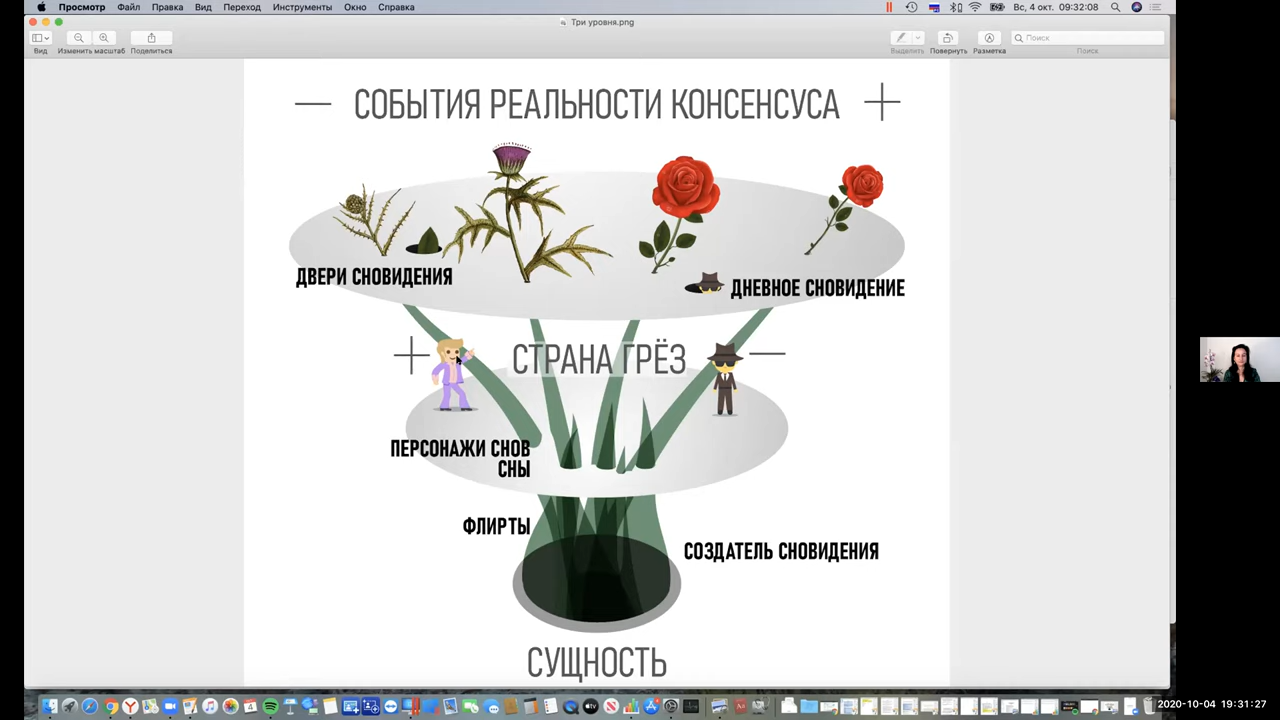 Просмотр Файл Правка Вид Переход Инструменты Окно Справка Вс, 4 окт. 09:32:08
Три уровня.png
Вид Изменить масштаб Поделиться Выделить Повернуть Разметка Поиск
Поиск
— СОБЫТИЯ РЕАЛЬНОСТИ КОНСЕНСУСА +
ДВЕРИ СНОВИДЕНИЯ
ДНЕВНОЕ СНОВИДЕНИЕ
+ СТРАНА ГРЁЗ —
ПЕРСОНАЖИ СНОВ
СНЫ
ФЛИРТЫ
СОЗДАТЕЛЬ СНОВИДЕНИЯ
СУЩНОСТЬ
2020-10-04 19:31:27